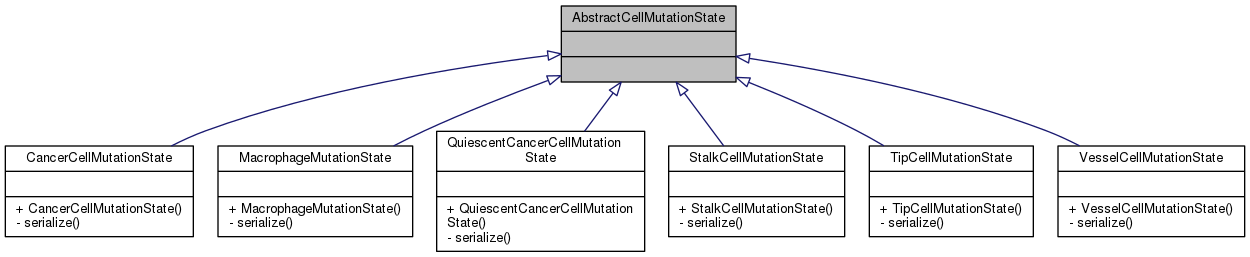 AbstractCellMutationState
CancerCellMutationState
+ CancerCellMutationState()
- serialize()
MacrophageMutationState
+ MacrophageMutationState()
- serialize()
QuiescentCancerCellMutation
State
+ QuiescentCancerCellMutation
State()
- serialize()
StalkCellMutationState
+ StalkCellMutationState()
- serialize()
TipCellMutationState
+ TipCellMutationState()
- serialize()
VesselCellMutationState
+ VesselCellMutationState()
- serialize()